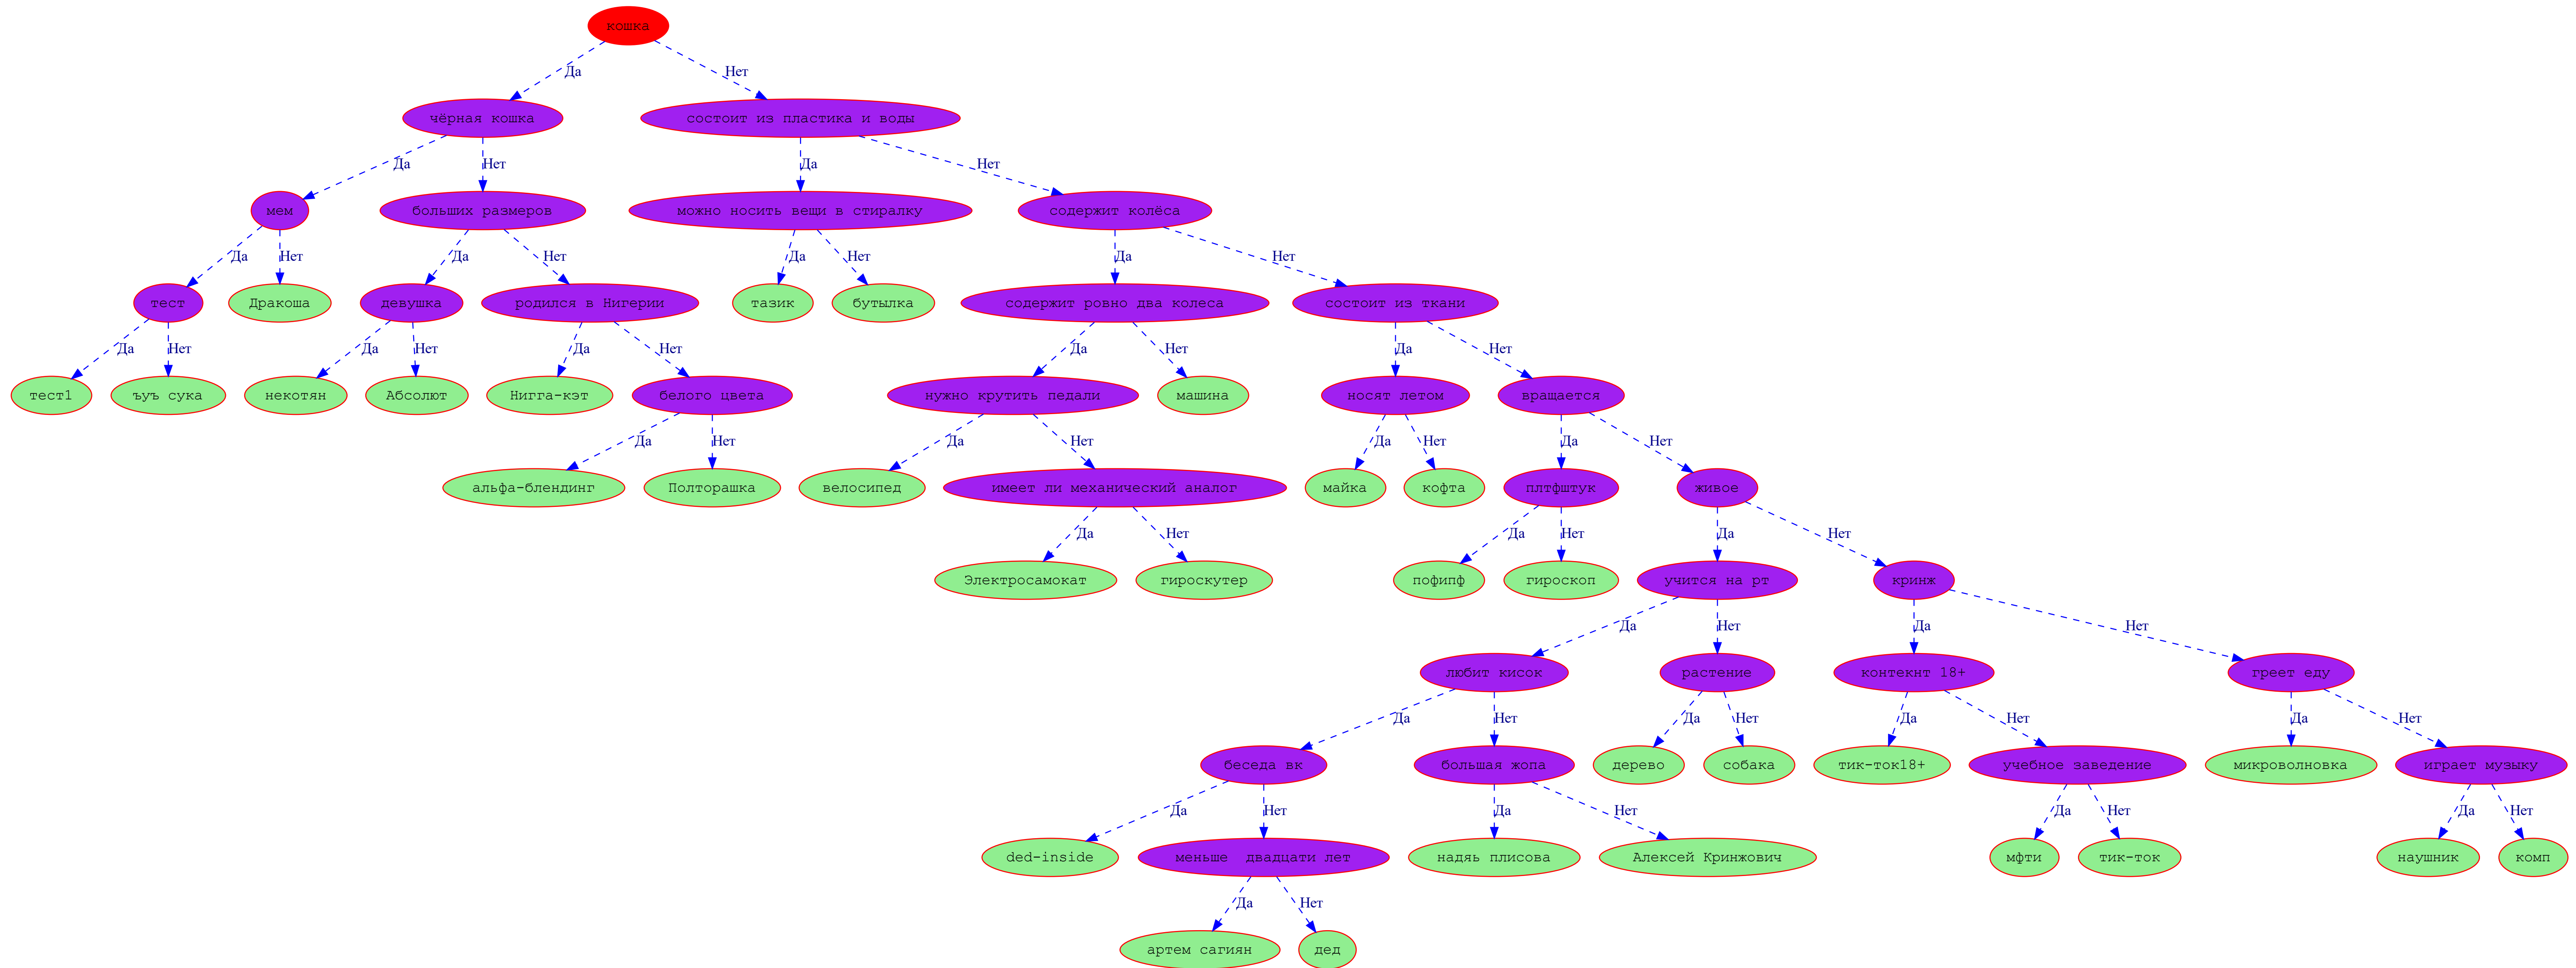 кошка
Да
Нет
чёрная кошка
состоит из пластика и воды
Да
Нет
Да
Нет
мем
больших размеров
можно носить вещи в стиралку
содержит колёса
Да
Нет
Да
Нет
Да
Нет
Да
Нет
тест
Дракоша
девушка
родился в Нигерии
тазик
бутылка
содержит ровно два колеса
состоит из ткани
Да
Нет
Да
Нет
Да
Нет
Да
Нет
Да
Нет
тест1
ъуъ сука
некотян
Абсолют
Нигга-кэт
белого цвета
нужно крутить педали
машина
носят летом
вращается
Да
Нет
Да
Нет
Да
Нет
Да
Нет
альфа-блендинг
Полторашка
велосипед
имеет ли механический аналог
майка
кофта
плтфштук
живое
Да
Нет
Да
Нет
Да
Нет
Электросамокат
гироскутер
пофипф
гироскоп
учится на рт
кринж
Да
Нет
Да
Нет
любит кисок
растение
контекнт 18+
греет еду
Да
Нет
Да
Нет
Да
Нет
Да
Нет
беседа вк
большая жопа
дерево
собака
тик-ток18+
учебное заведение
микроволновка
играет музыку
Да
Нет
Да
Нет
Да
Нет
Да
Нет
ded-inside
меньше  двадцати лет
надяь плисова
Алексей Кринжович
мфти
тик-ток
наушник
комп
Да
Нет
артем сагиян
дед